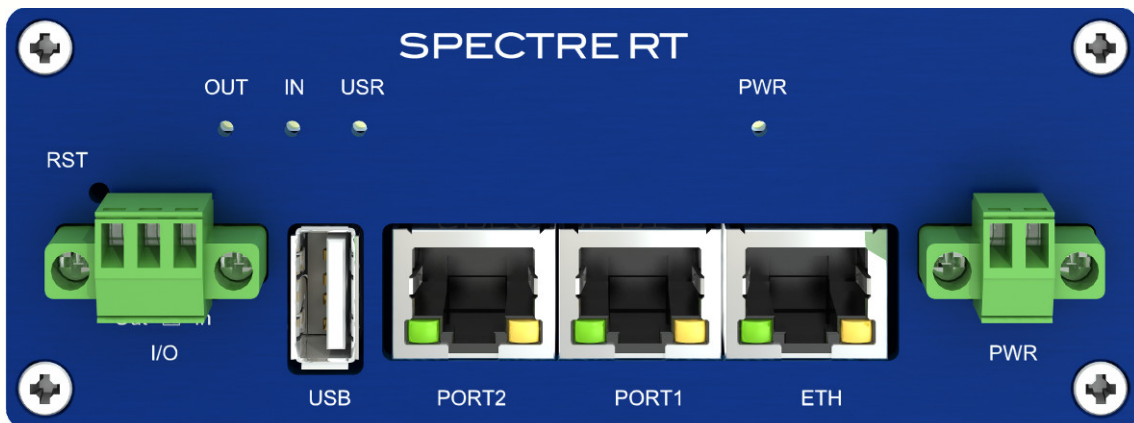 SPECTRE RT
OUT IN USR PWR
RST
I/O
USB PORT2 PORT1 ETH PWR